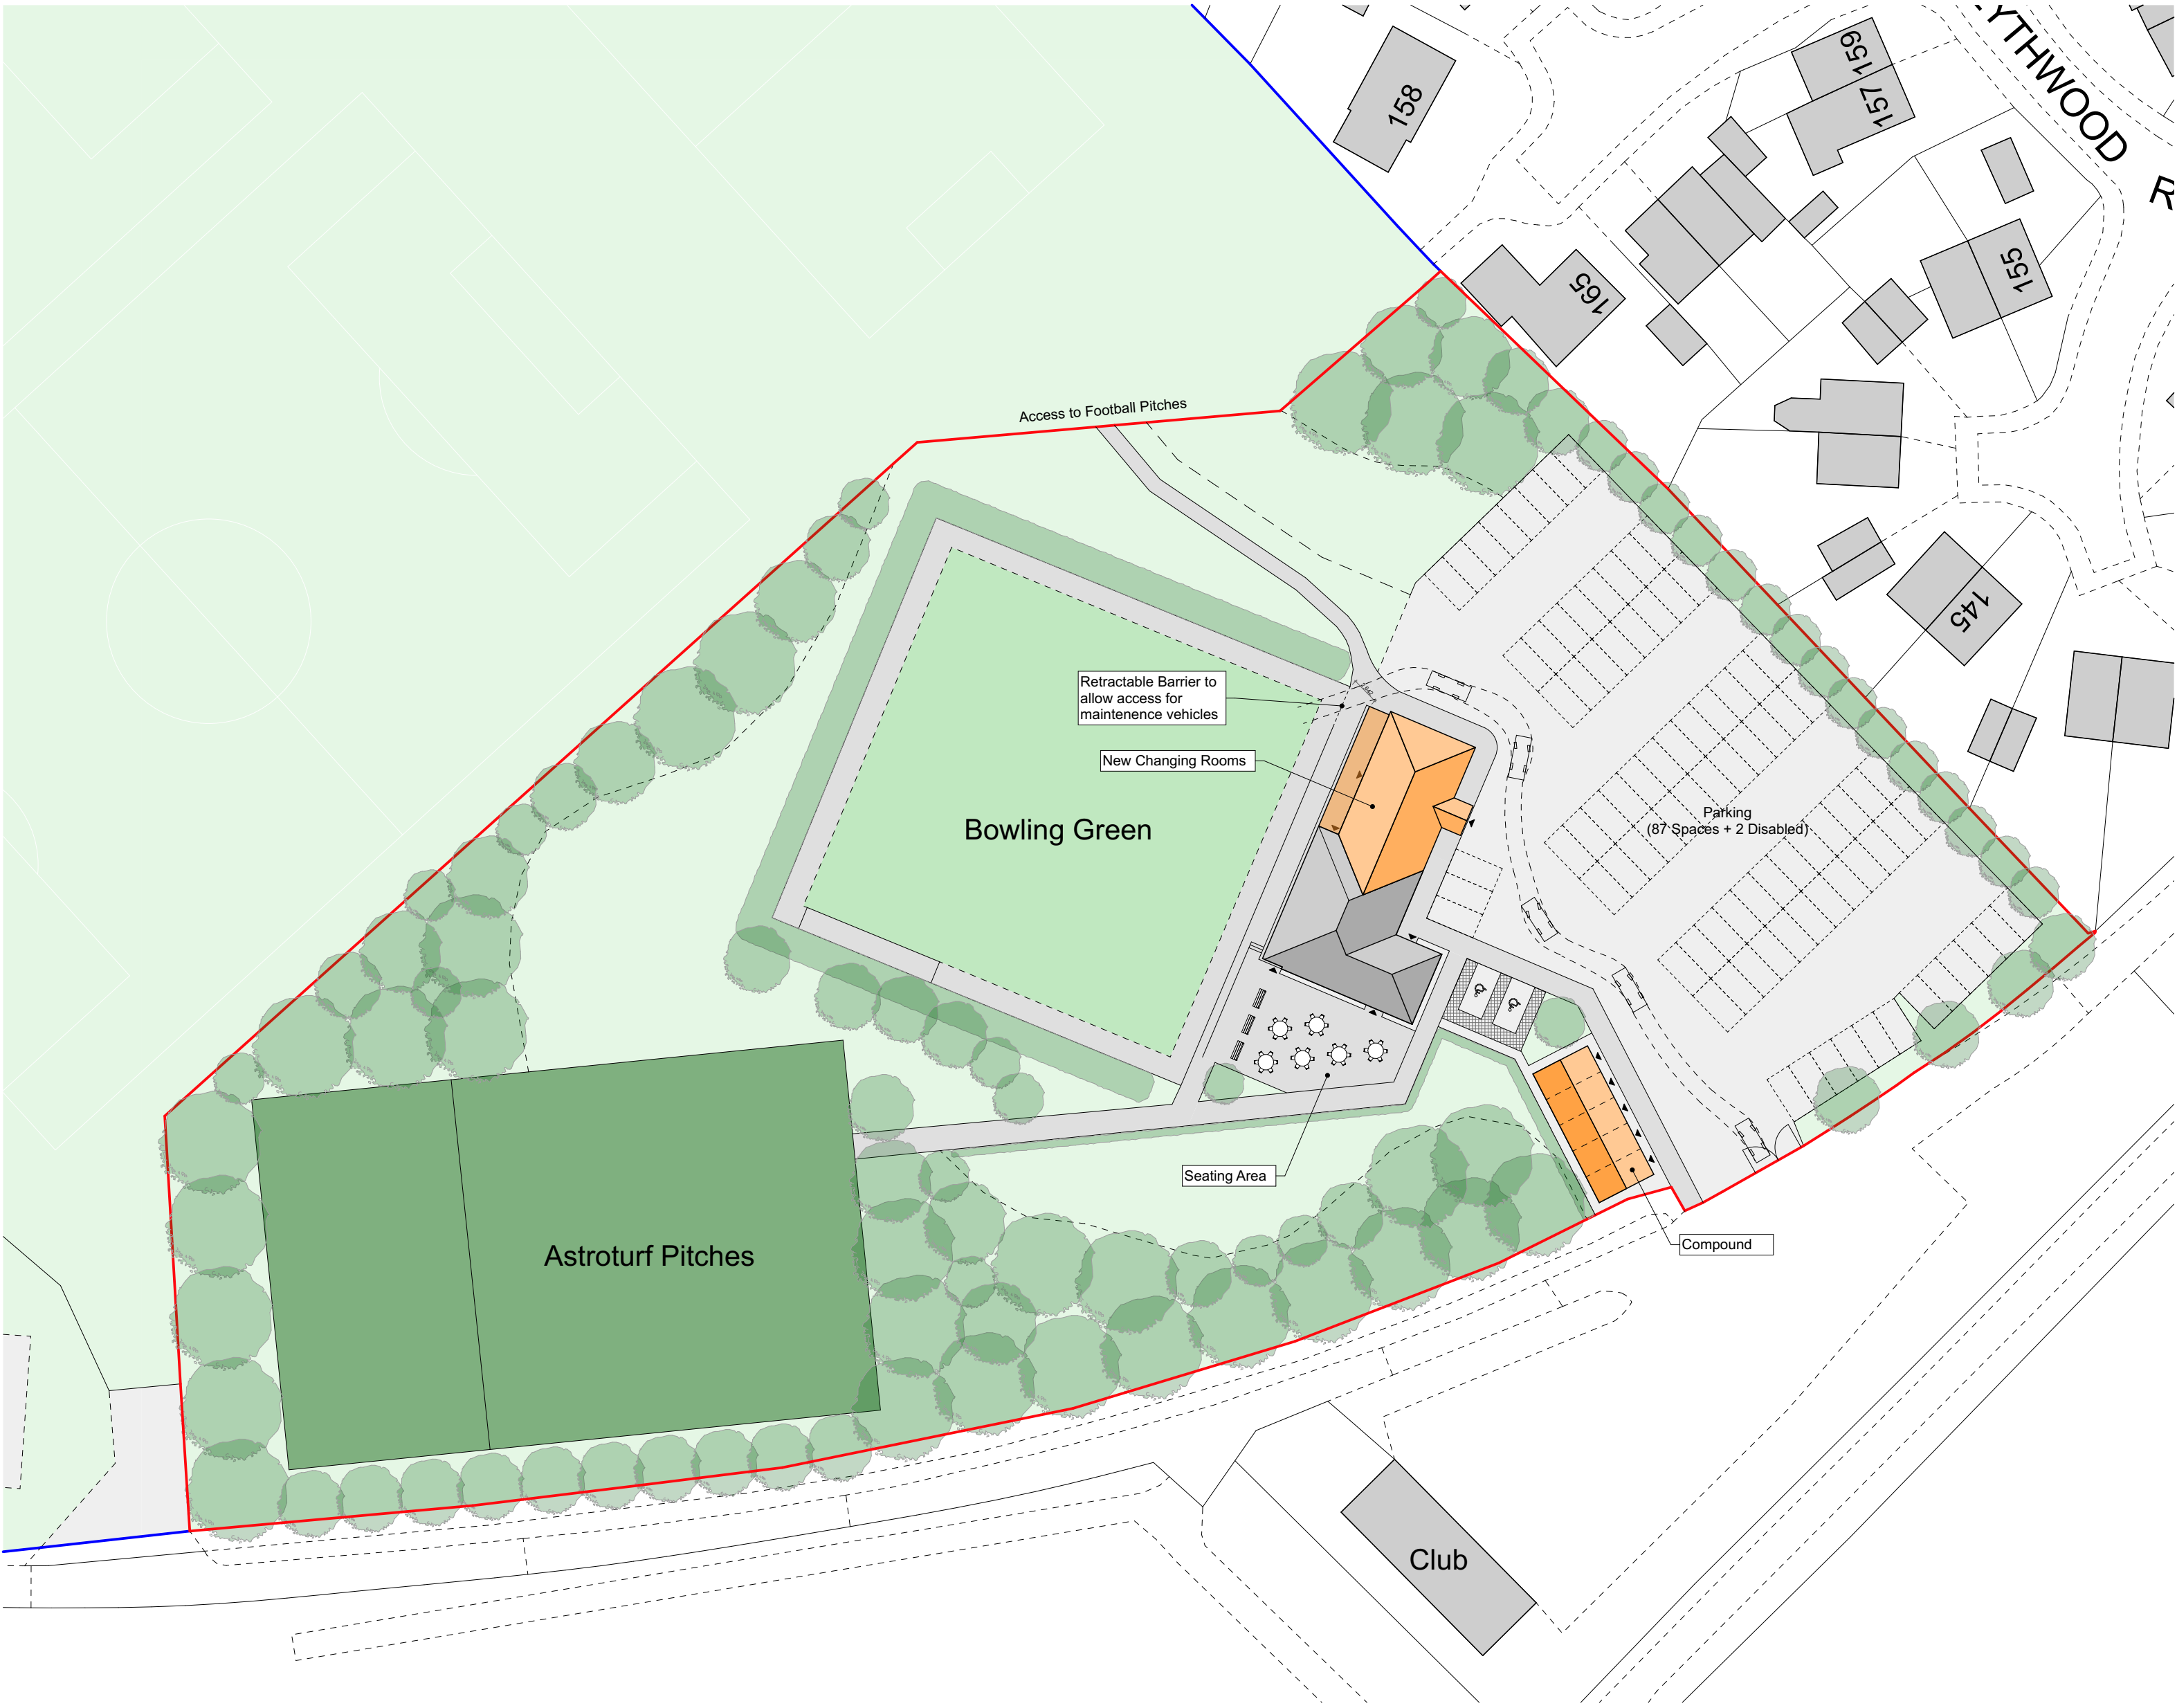 158
159
157
YTHWOOD
R
155
165
Access to Football Pitches
145
Retractable Barrier to
allow access for
maintenence vehicles
New Changing Rooms
Parking
(87 Spaces + 2 Disabled)
Bowling Green
Seating Area
Compound
Astroturf Pitches
Club